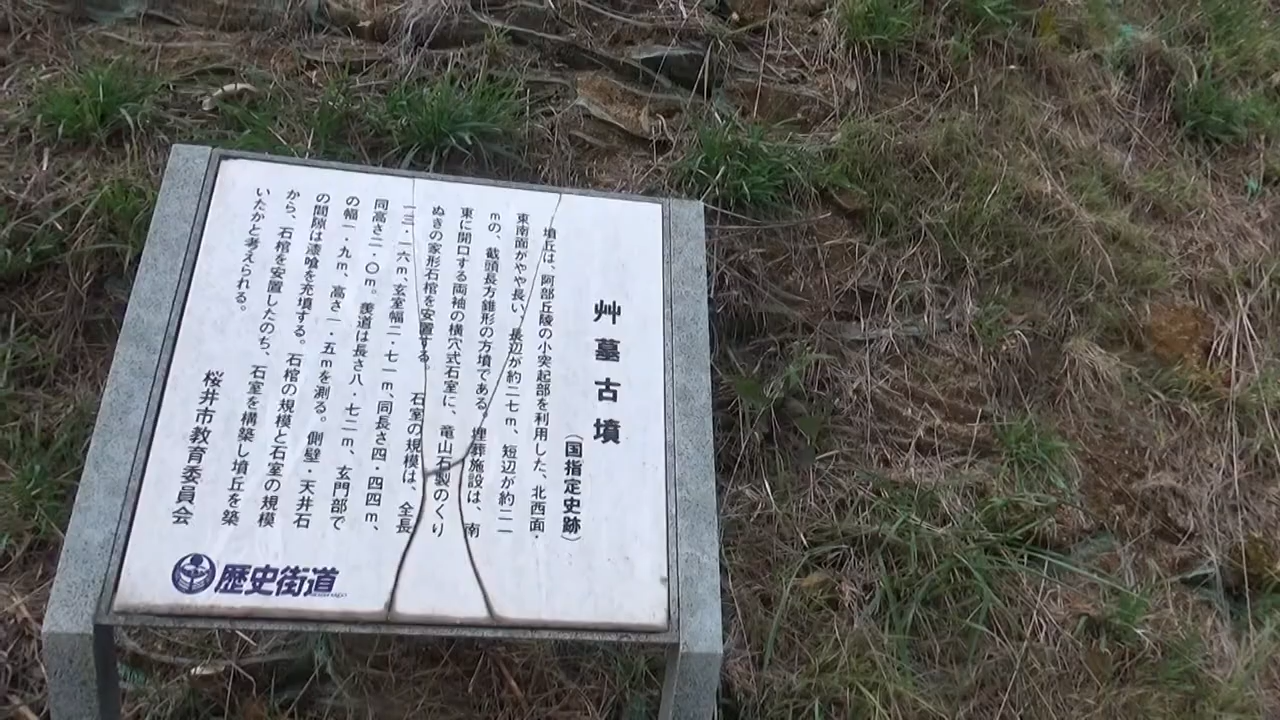 艸墓古墳
(国指定史跡)
墳丘は、阿部丘陵の小突起部を利用した、北西面・
東南面がやや長い、長辺が約二七m、短辺が約二一
mの、截頭長方錐形の方墳である。埋葬施設は、南
東に開口する両袖の横穴式石室に、竜山石製のくり
ぬきの家形石棺を安置する。 石室の規模は、全長
一三・一六m、玄室幅二・七一m、同長さ四・四四m、
同高さ二・〇m。羨道は長さ八・七二m、玄門部で
の幅一・九m、高さ一・五mを測る。側壁・天井石
の間隙は漆喰を充填する。石棺の規模と石室の規模
から、石棺を安置したのち、石室を構築し墳丘を築
いたかと考えられる。
桜井市教育委員会
歴史街道